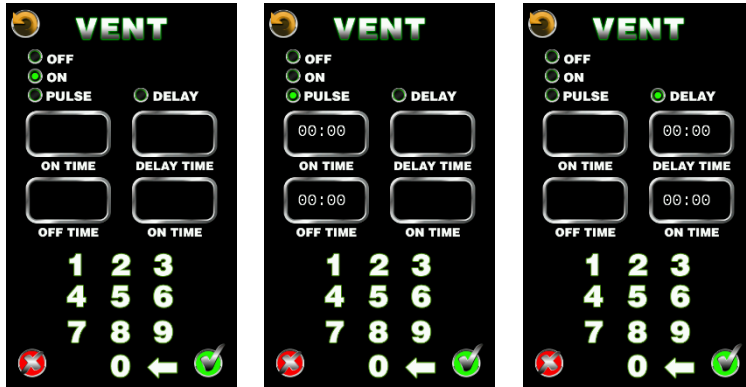 VENT
OFF
ON
PULSE DELAY
ON TIME DELAY TIME
OFF TIME ON TIME
1 2 3
4 5 6
7 8 9
0
VENT
OFF
ON
PULSE DELAY
00:00
ON TIME DELAY TIME
00:00
OFF TIME ON TIME
1 2 3
4 5 6
7 8 9
0
VENT
OFF
ON
PULSE DELAY
00:00
ON TIME DELAY TIME
00:00
OFF TIME ON TIME
1 2 3
4 5 6
7 8 9
0